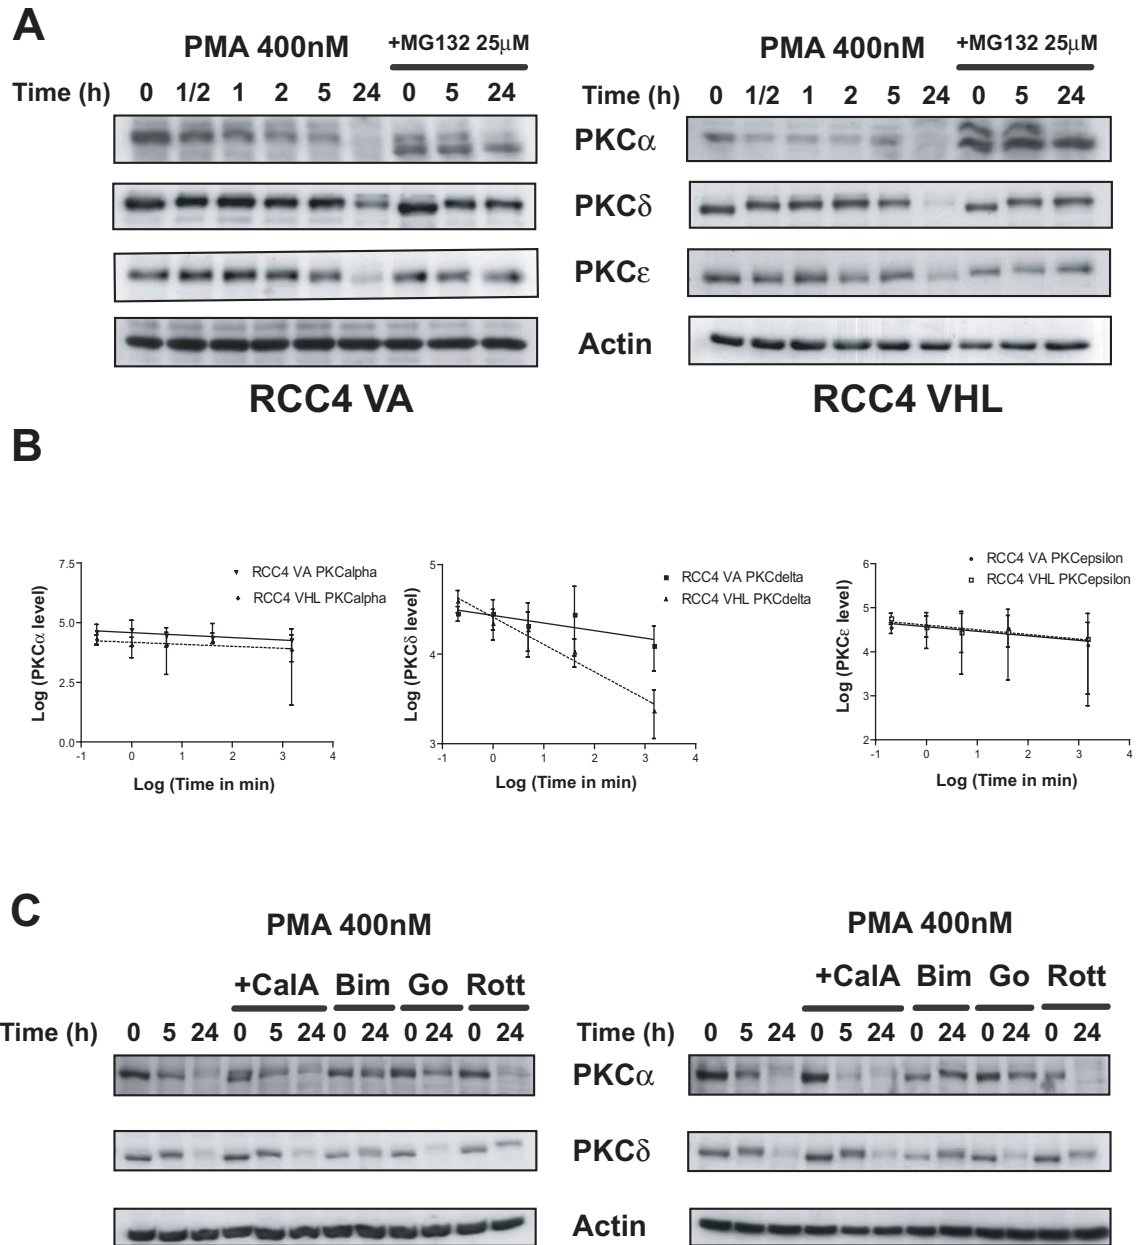 A
PMA 400nM +MG132 25μM
Time (h) 0 1/2 1 2 5 24 0 5 24
PMA 400nM +MG132 25μM
Time (h) 0 1/2 1 2 5 24 0 5 24
PKCα
PKCδ
PKCε
Actin
RCC4 VA
RCC4 VHL
B
Log (PKCα level)
7.5
5.0
2.5
0.0
-1 0 1 2 3 4
Log (Time in min)
RCC4 VA PKCalpha
RCC4 VHL PKCalpha
Log (PKCδ level)
5
4
3
-1 0 1 2 3 4
Log (Time in min)
RCC4 VA PKCdelta
RCC4 VHL PKCdelta
Log (PKCε level)
6
5
4
3
2
-1 0 1 2 3 4
Log (Time in min)
RCC4 VA PKCepsilon
RCC4 VHL PKCepsilon
C
PMA 400nM
+CalA Bim Go Rott
Time (h) 0 5 24 0 5 24 0 24 0 24 0 24
PMA 400nM
+CalA Bim Go Rott
Time (h) 0 5 24 0 5 24 0 24 0 24 0 24
PKCα
PKCδ
Actin